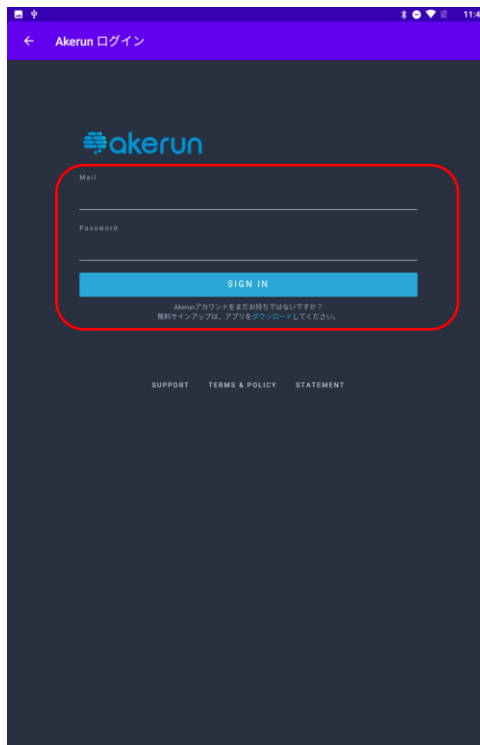 11:4
← Akerun ログイン
akerun
Mail
Password
SIGN IN
Akerunアカウントをまだお持ちではないですか？
無料サインアップは、アプリをダウンロードしてください。
SUPPORT TERMS & POLICY STATEMENT